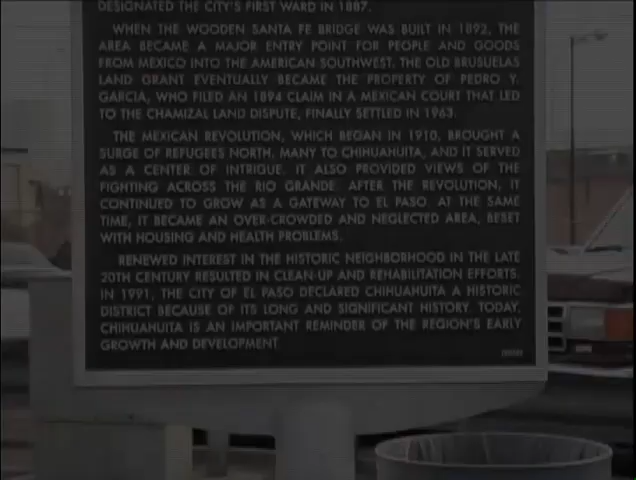 DESIGNATED THE CITY'S FIRST WARD IN 1887.
WHEN THE WOODEN SANTA FE BRIDGE WAS BUILT IN 1892, THE
AREA BECAME A MAJOR ENTRY POINT FOR PEOPLE AND GOODS
FROM MEXICO INTO THE AMERICAN SOUTHWEST. THE OLD BRUSUELAS
LAND GRANT EVENTUALLY BECAME THE PROPERTY OF PEDRO Y.
GARCIA, WHO FILED AN 1894 CLAIM IN A MEXICAN COURT THAT LED
TO THE CHAMIZAL LAND DISPUTE, FINALLY SETTLED IN 1963.
THE MEXICAN REVOLUTION, WHICH BEGAN IN 1910, BROUGHT A
SURGE OF REFUGEES NORTH, MANY TO CHIHUAHUITA, AND IT SERVED
AS A CENTER OF INTRIGUE. IT ALSO PROVIDED VIEWS OF THE
FIGHTING ACROSS THE RIO GRANDE. AFTER THE REVOLUTION, IT
CONTINUED TO GROW AS A GATEWAY TO EL PASO. AT THE SAME
TIME, IT BECAME AN OVER-CROWDED AND NEGLECTED AREA, BESET
WITH HOUSING AND HEALTH PROBLEMS.
RENEWED INTEREST IN THE HISTORIC NEIGHBORHOOD IN THE LATE
20TH CENTURY RESULTED IN CLEAN-UP AND REHABILITATION EFFORTS.
IN 1991, THE CITY OF EL PASO DECLARED CHIHUAHUITA A HISTORIC
DISTRICT BECAUSE OF ITS LONG AND SIGNIFICANT HISTORY. TODAY,
CHIHUAHUITA IS AN IMPORTANT REMINDER OF THE REGION'S EARLY
GROWTH AND DEVELOPMENT.